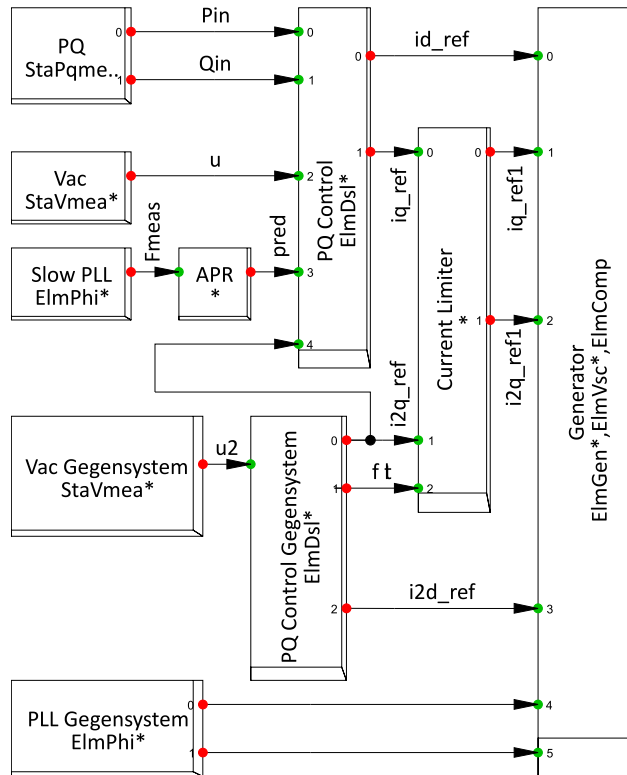 PQ
StaPqme..
0
1
Pin
Qin
0
1
2
3
4
PQ Control
ElmDsl*
0
1
id_ref
iq_ref
Vac
StaVmea*
u
Slow PLL
ElmPhi*
Fmeas
APR
*
pred
0
1
2
Current Limiter
*
0
1
iq_ref1
i2q_ref1
i2q_ref
f t
Vac Gegensystem
StaVmea*
u2
PQ Control Gegensystem
ElmDsl*
0
1
2
i2d_ref
Generator
ElmGen*,ElmVsc*,ElmComp
0
1
2
3
4
5
PLL Gegensystem
ElmPhi*
0
1